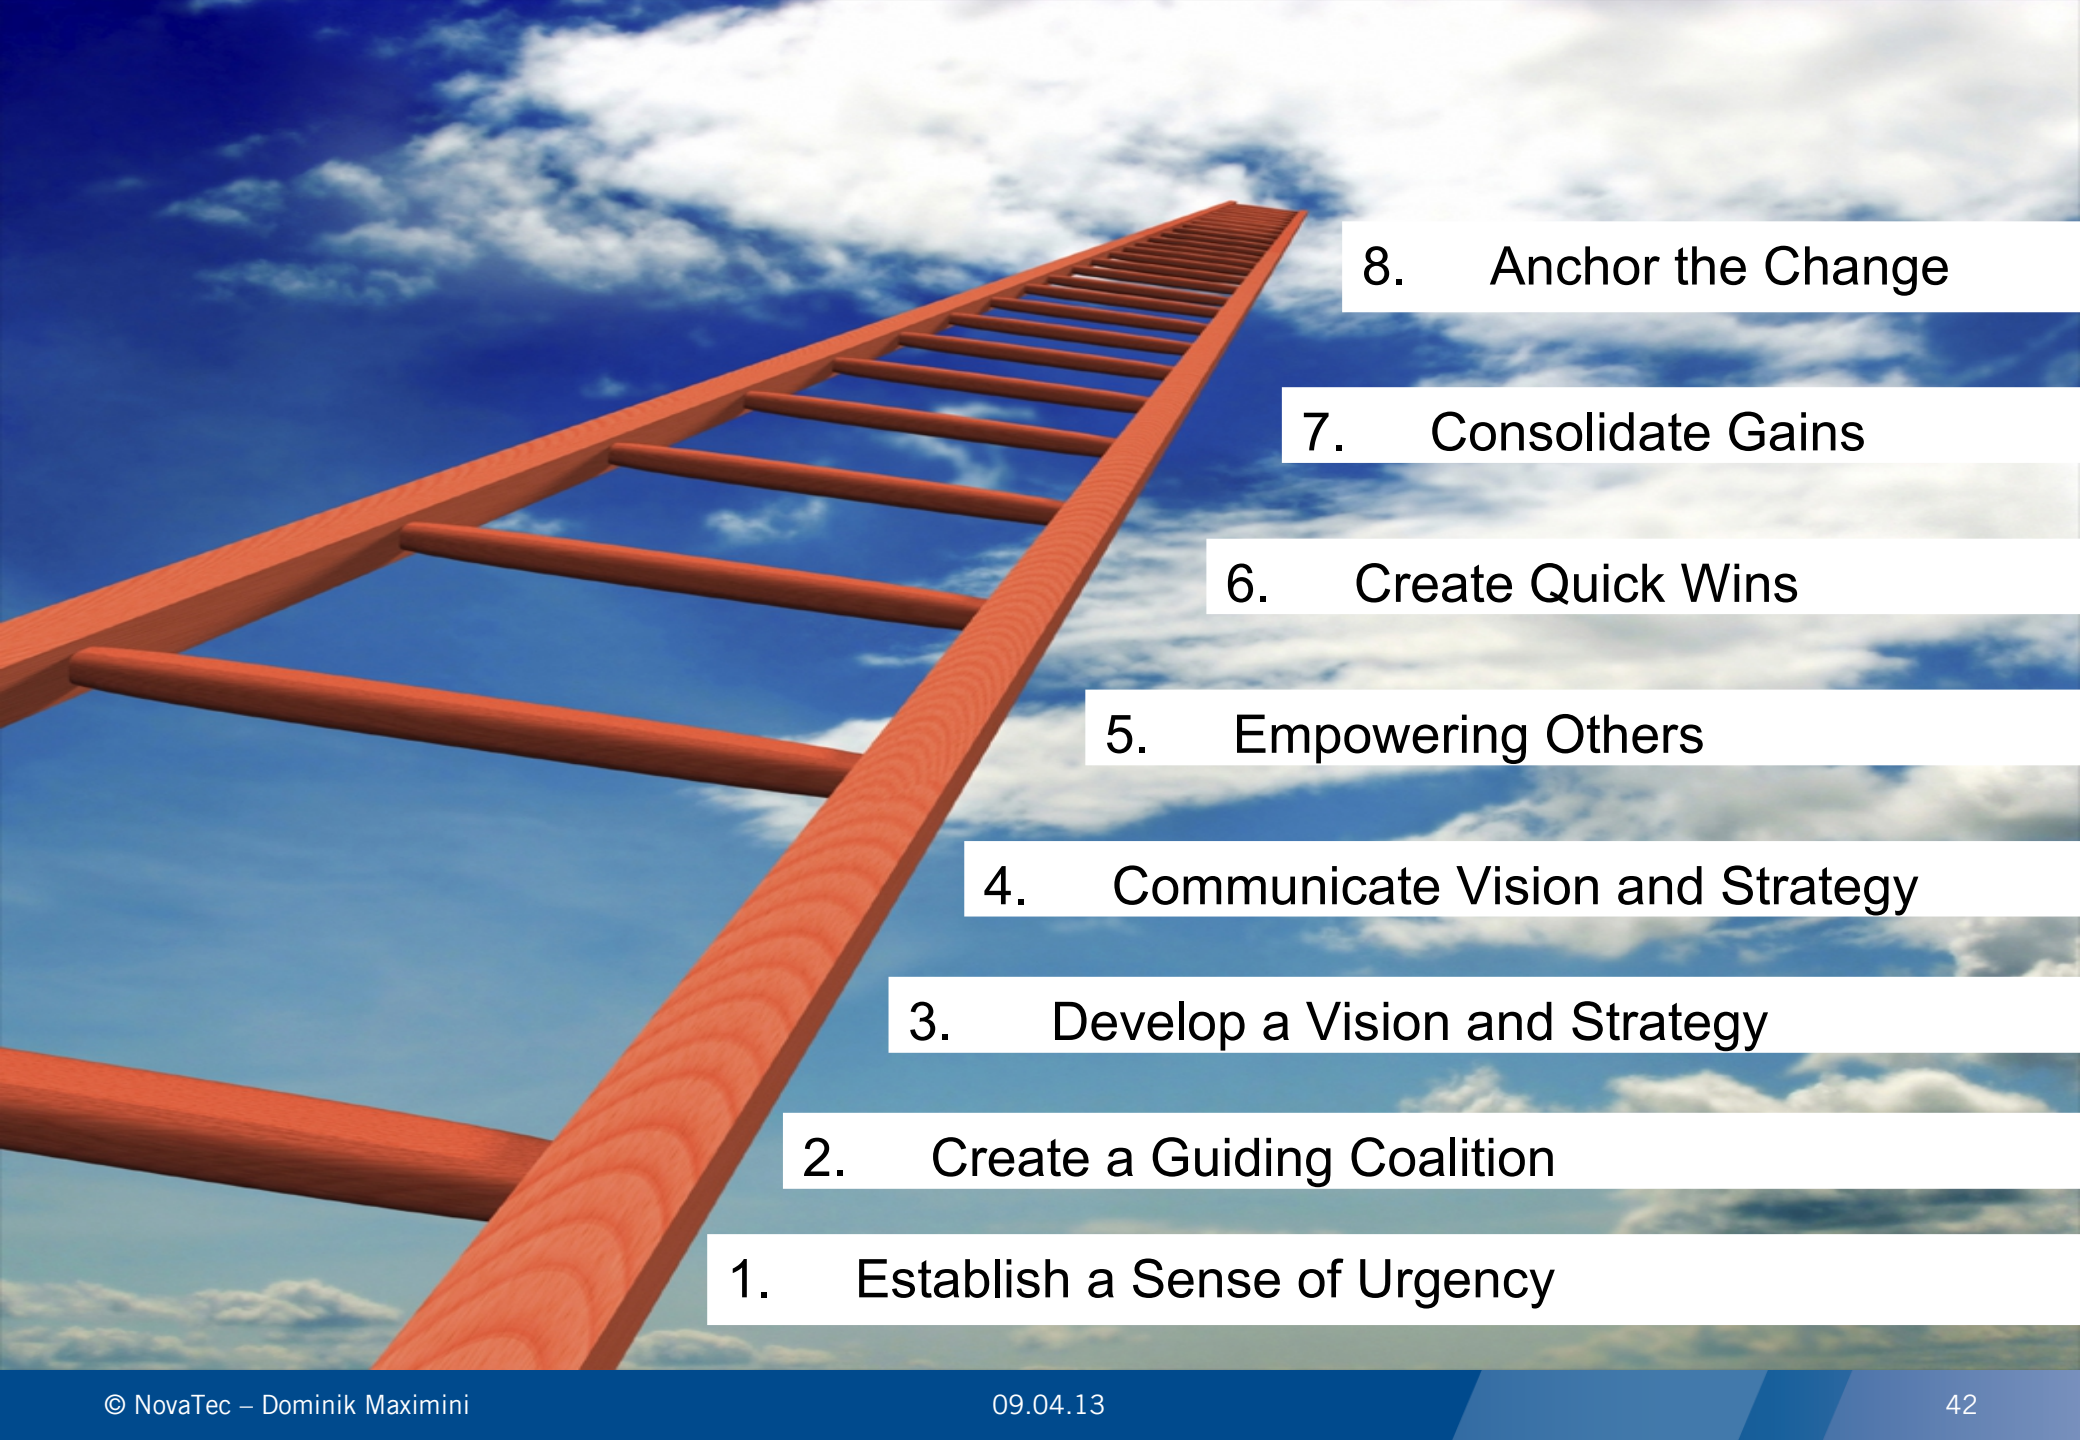 8. Anchor the Change
7. Consolidate Gains
6. Create Quick Wins
5. Empowering Others
4. Communicate Vision and Strategy
3. Develop a Vision and Strategy
2. Create a Guiding Coalition
1. Establish a Sense of Urgency
© NovaTec – Dominik Maximini 09.04.13 42